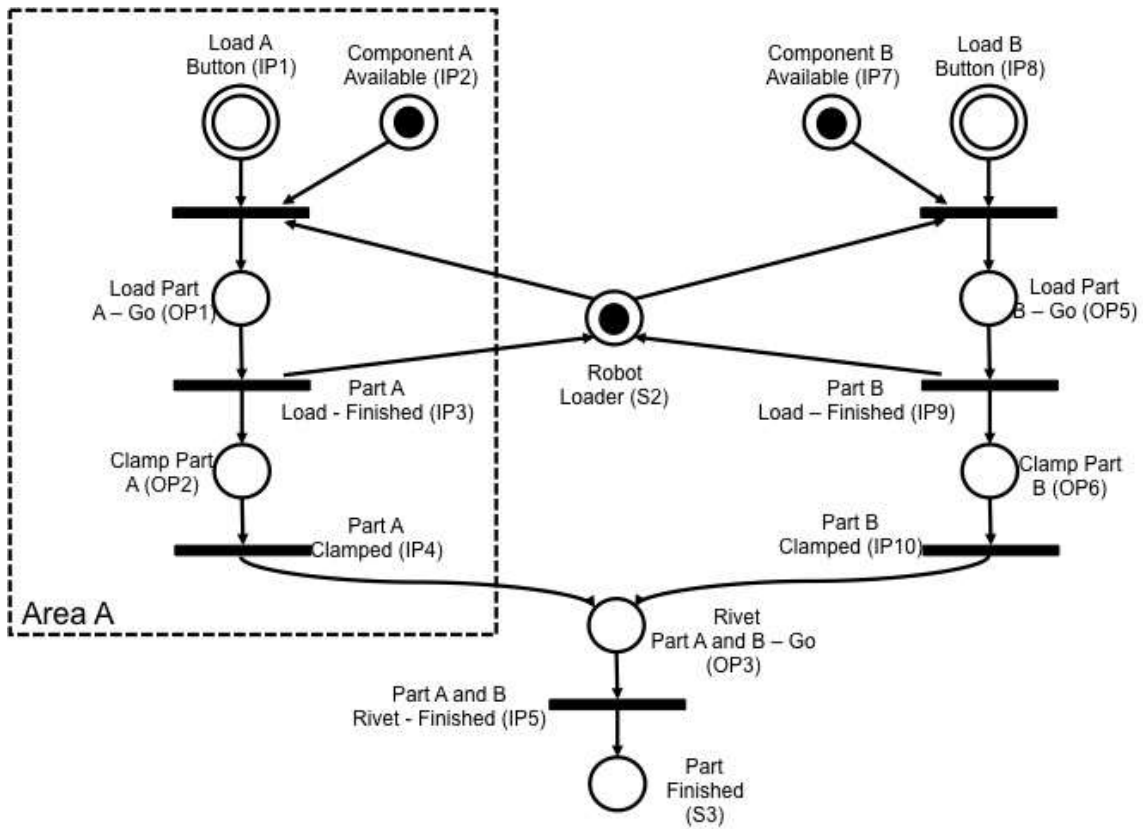 Load A
Button (IP1)
Component A
Available (IP2)
Component B
Available (IP7)
Load B
Button (IP8)
Load Part
A – Go (OP1)
Load Part
B – Go (OP5)
Robot
Loader (S2)
Part A
Load - Finished (IP3)
Part B
Load – Finished (IP9)
Clamp Part
A (OP2)
Clamp Part
B (OP6)
Part A
Clamped (IP4)
Part B
Clamped (IP10)
Area A
Rivet
Part A and B – Go
(OP3)
Part A and B
Rivet - Finished (IP5)
Part
Finished
(S3)